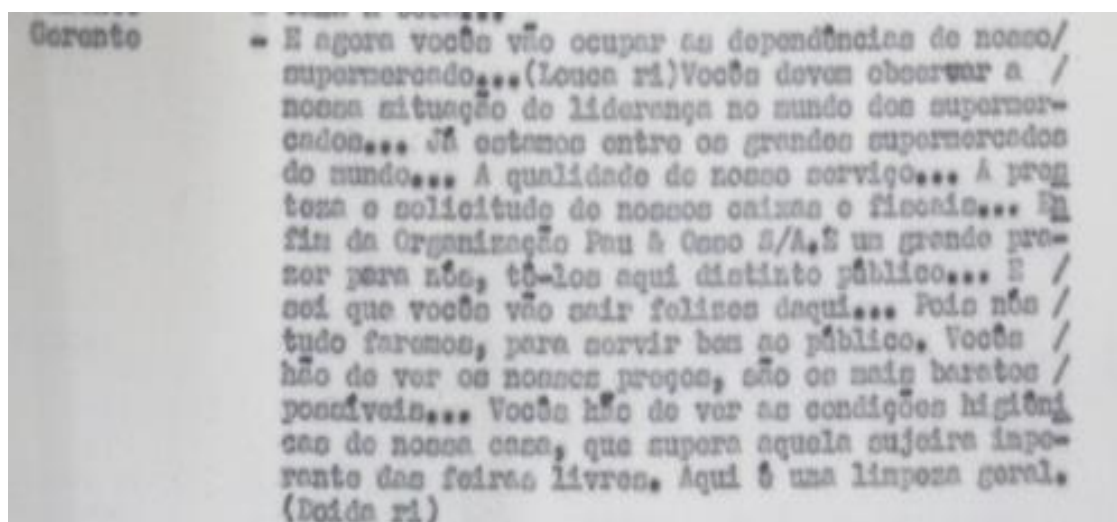 Gerente - E agora vocês vão ocupar as dependências de nosso/
supermercado...(Louca ri)Vocês devem observar a /
nossa situação de liderança no mundo dos supermer-
cados... Já estamos entre os grandes supermercados
do mundo... A qualidade de nosso serviço... A pron
teza e solicitude de nossos caixas e fiscais... En
fim da Organização Pau & Osso S/A.É um grande pra-
zer para nós, tê-los aqui distinto público... E /
sei que vocês vão sair felizes daqui... Pois nós /
tudo faremos, para servir bem ao público. Vocês /
hão de ver os nossos preços, são os mais baratos /
possíveis... Vocês hão de ver as condições higiêni
cas de nossa casa, que supera aquela sujeira impe-
rante das feiras livres. Aqui é uma limpeza geral.
(Doida ri)